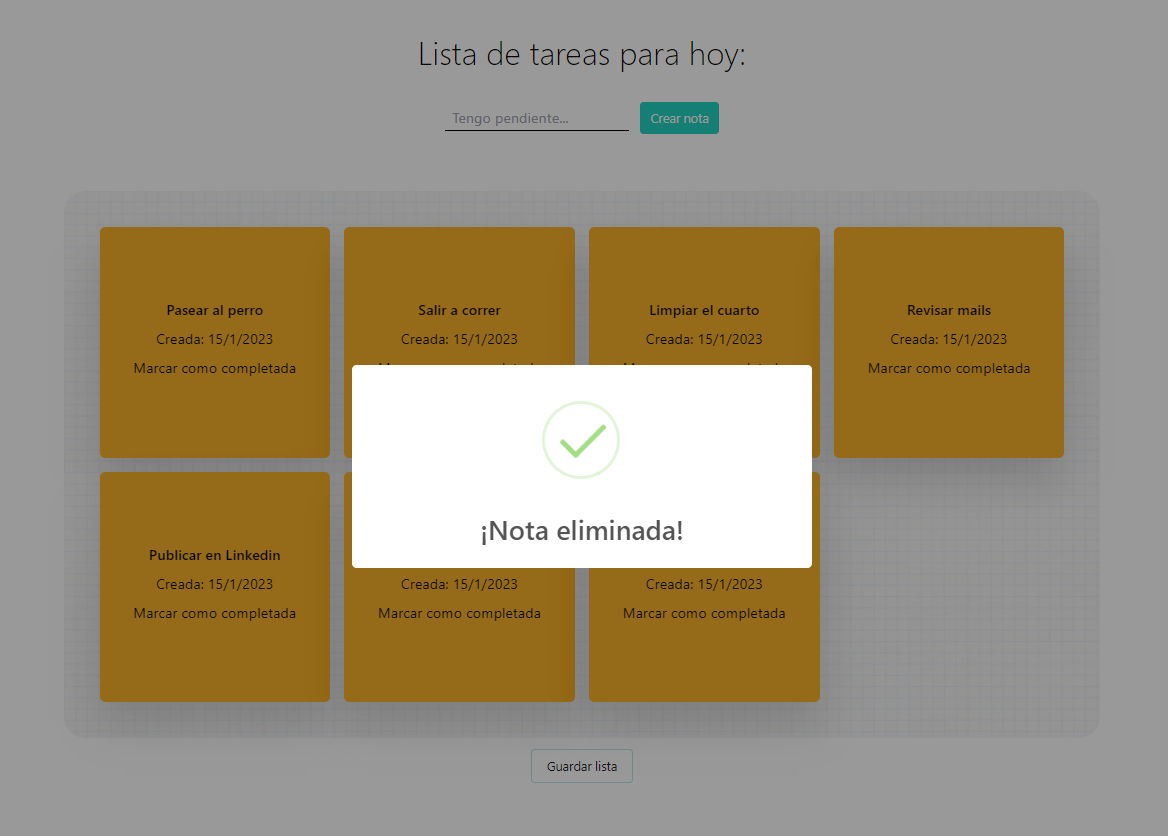 Lista de tareas para hoy:
Tengo pendiente...
Crear nota
Pasear al perro
Creada: 15/1/2023
Marcar como completada
Salir a correr
Creada: 15/1/2023
Limpiar el cuarto
Creada: 15/1/2023
Revisar mails
Creada: 15/1/2023
Marcar como completada
¡Nota eliminada!
Publicar en Linkedin
Creada: 15/1/2023
Marcar como completada
Creada: 15/1/2023
Marcar como completada
Creada: 15/1/2023
Marcar como completada
Guardar lista